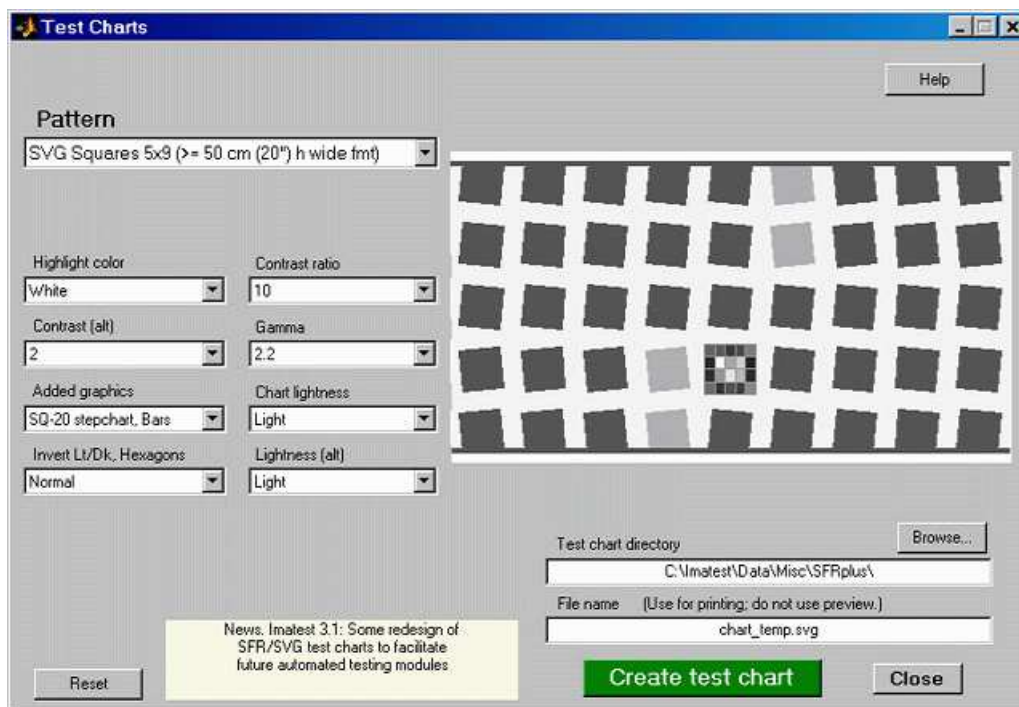 Test Charts
Help
Pattern
SVG Squares 5x9 (>= 50 cm (20") h wide fmt)
Highlight color
Contrast ratio
White
10
Contrast (alt)
Gamma
2
2.2
Added graphics
Chart lightness
SQ-20 stepchart, Bars
Light
Invert Lt/Dk, Hexagons
Lightness (alt)
Normal
Light
Test chart directory
Browse...
C:\Imatest\Data\Misc\SFRplus\
File name (Use for printing; do not use preview.)
chart_temp.svg
News. Imatest 3.1: Some redesign of
SFR/SVG test charts to facilitate
future automated testing modules
Reset
Create test chart
Close